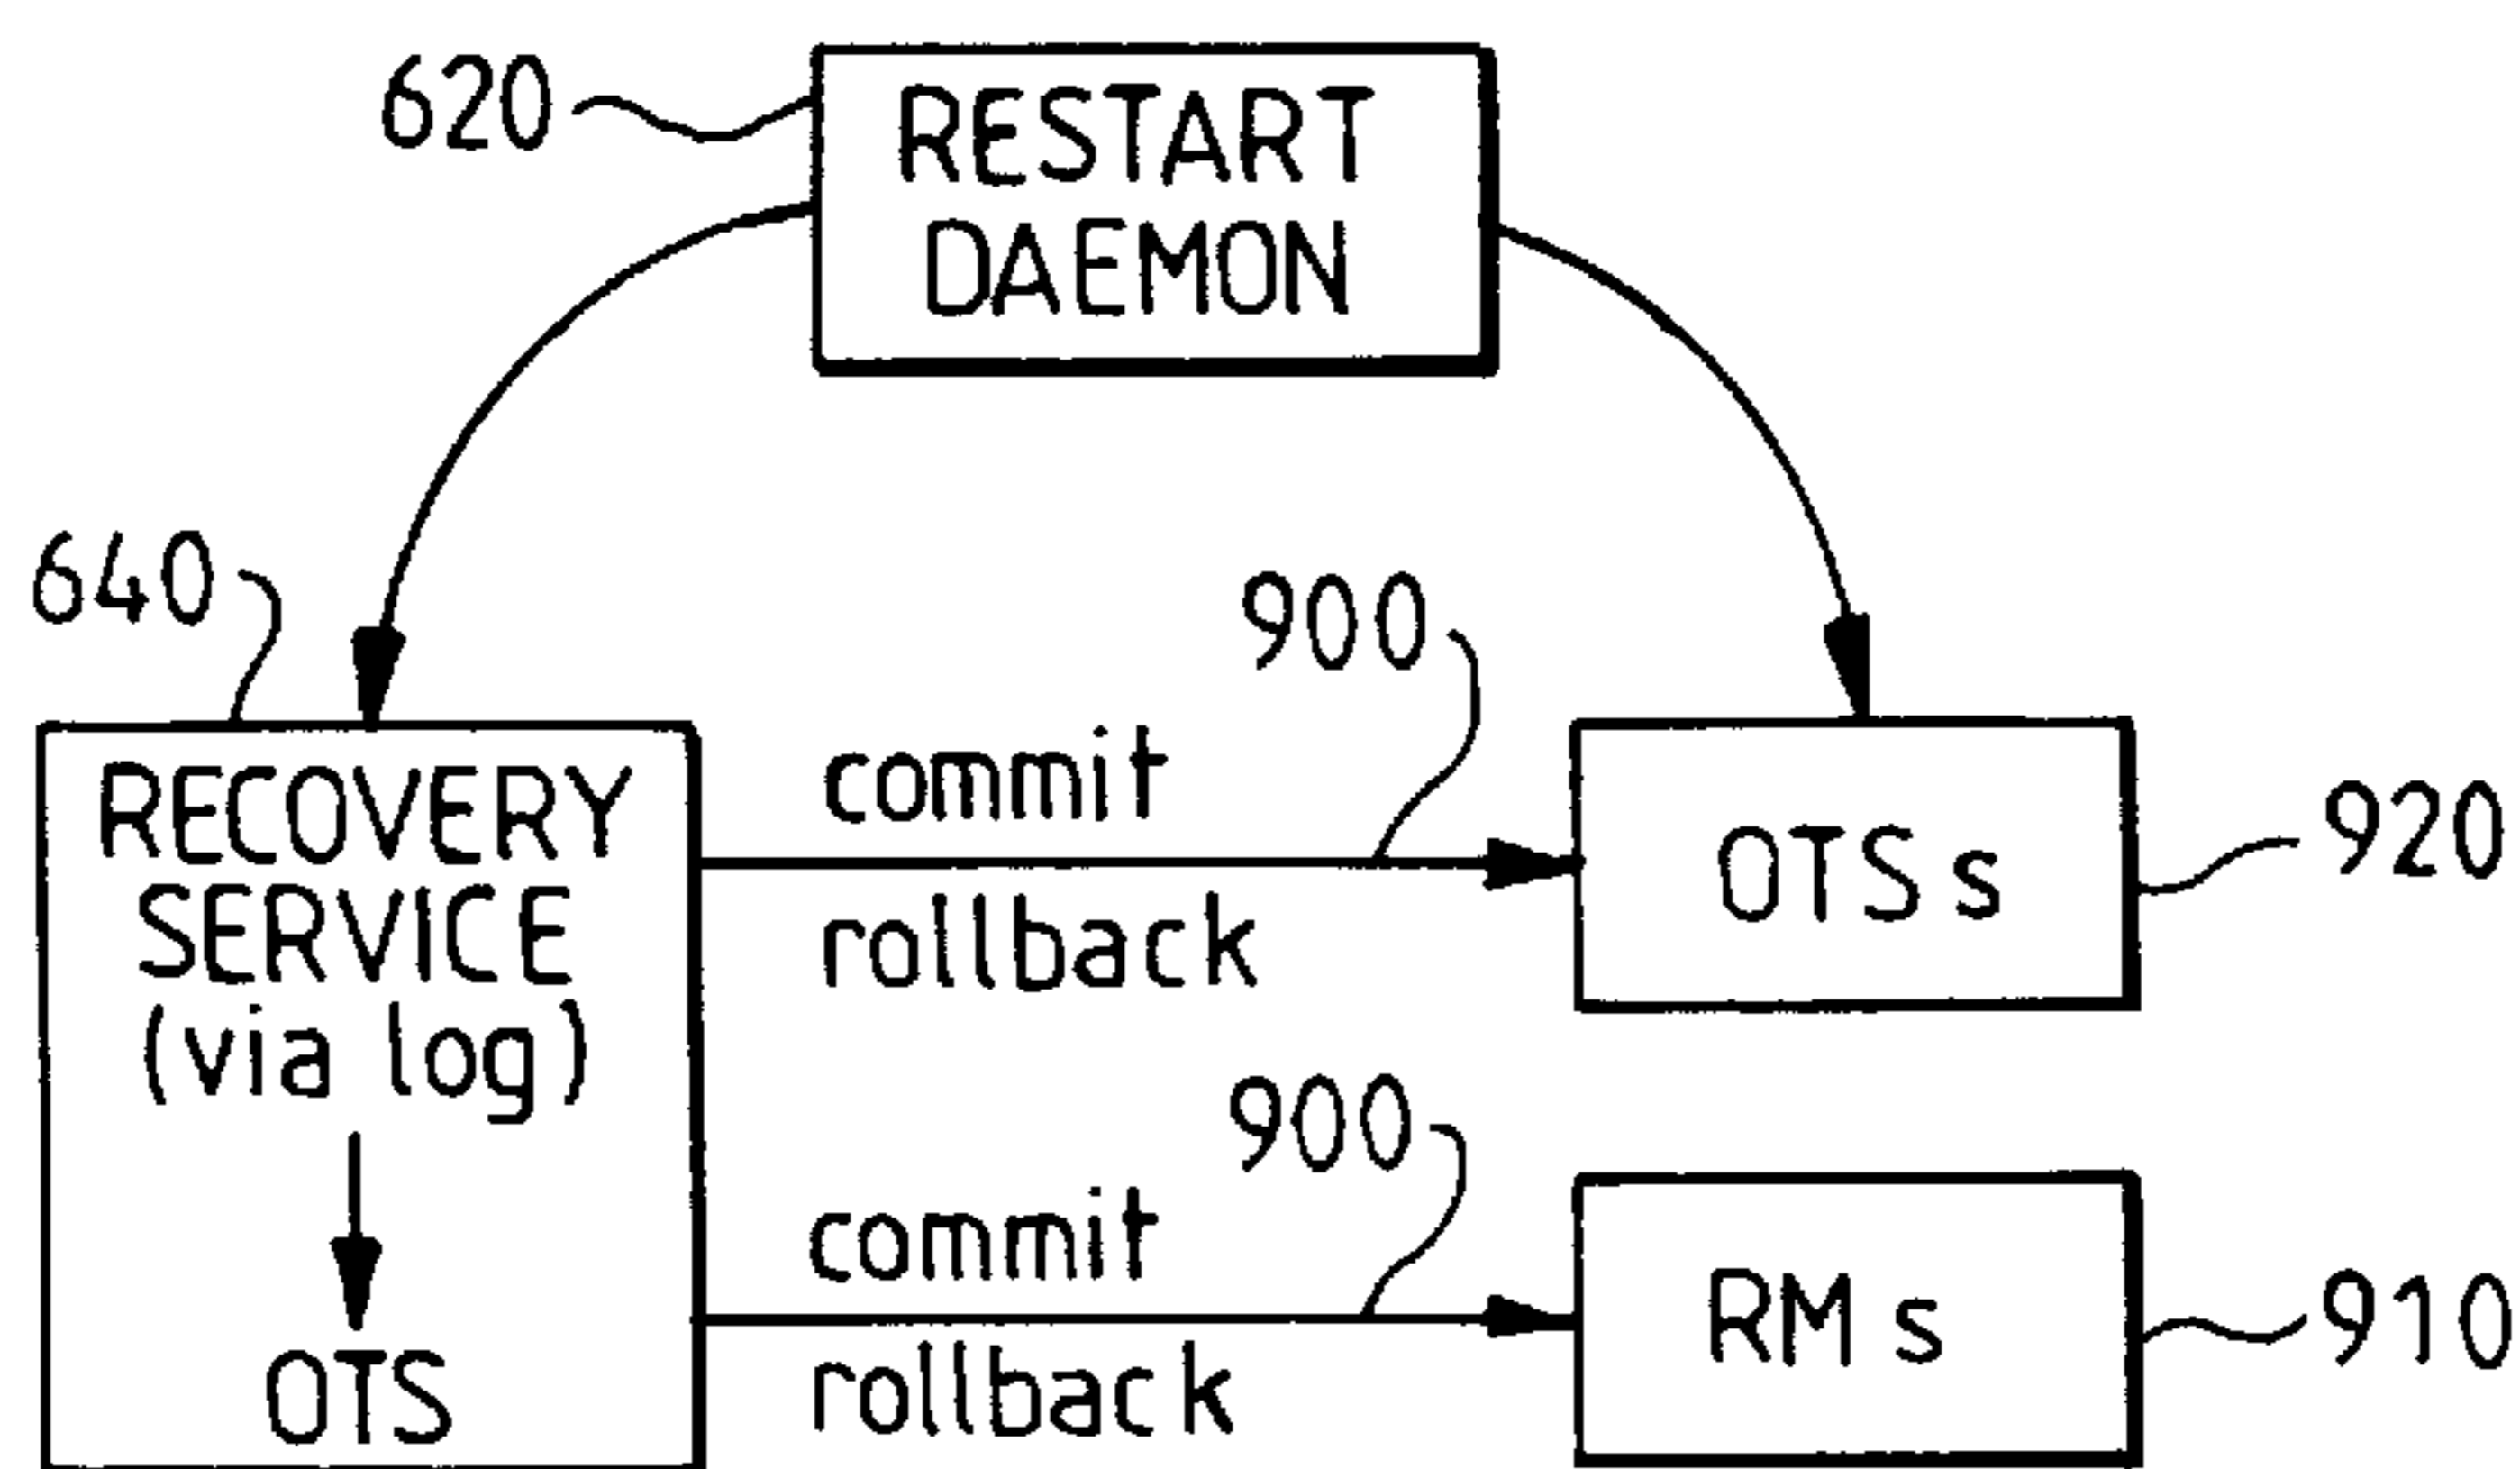 620
RESTART
DAEMON
640
900
RECOVERY
SERVICE
(via log)
OTS
commit
rollback
OTS s
920
900
commit
rollback
RM s
910